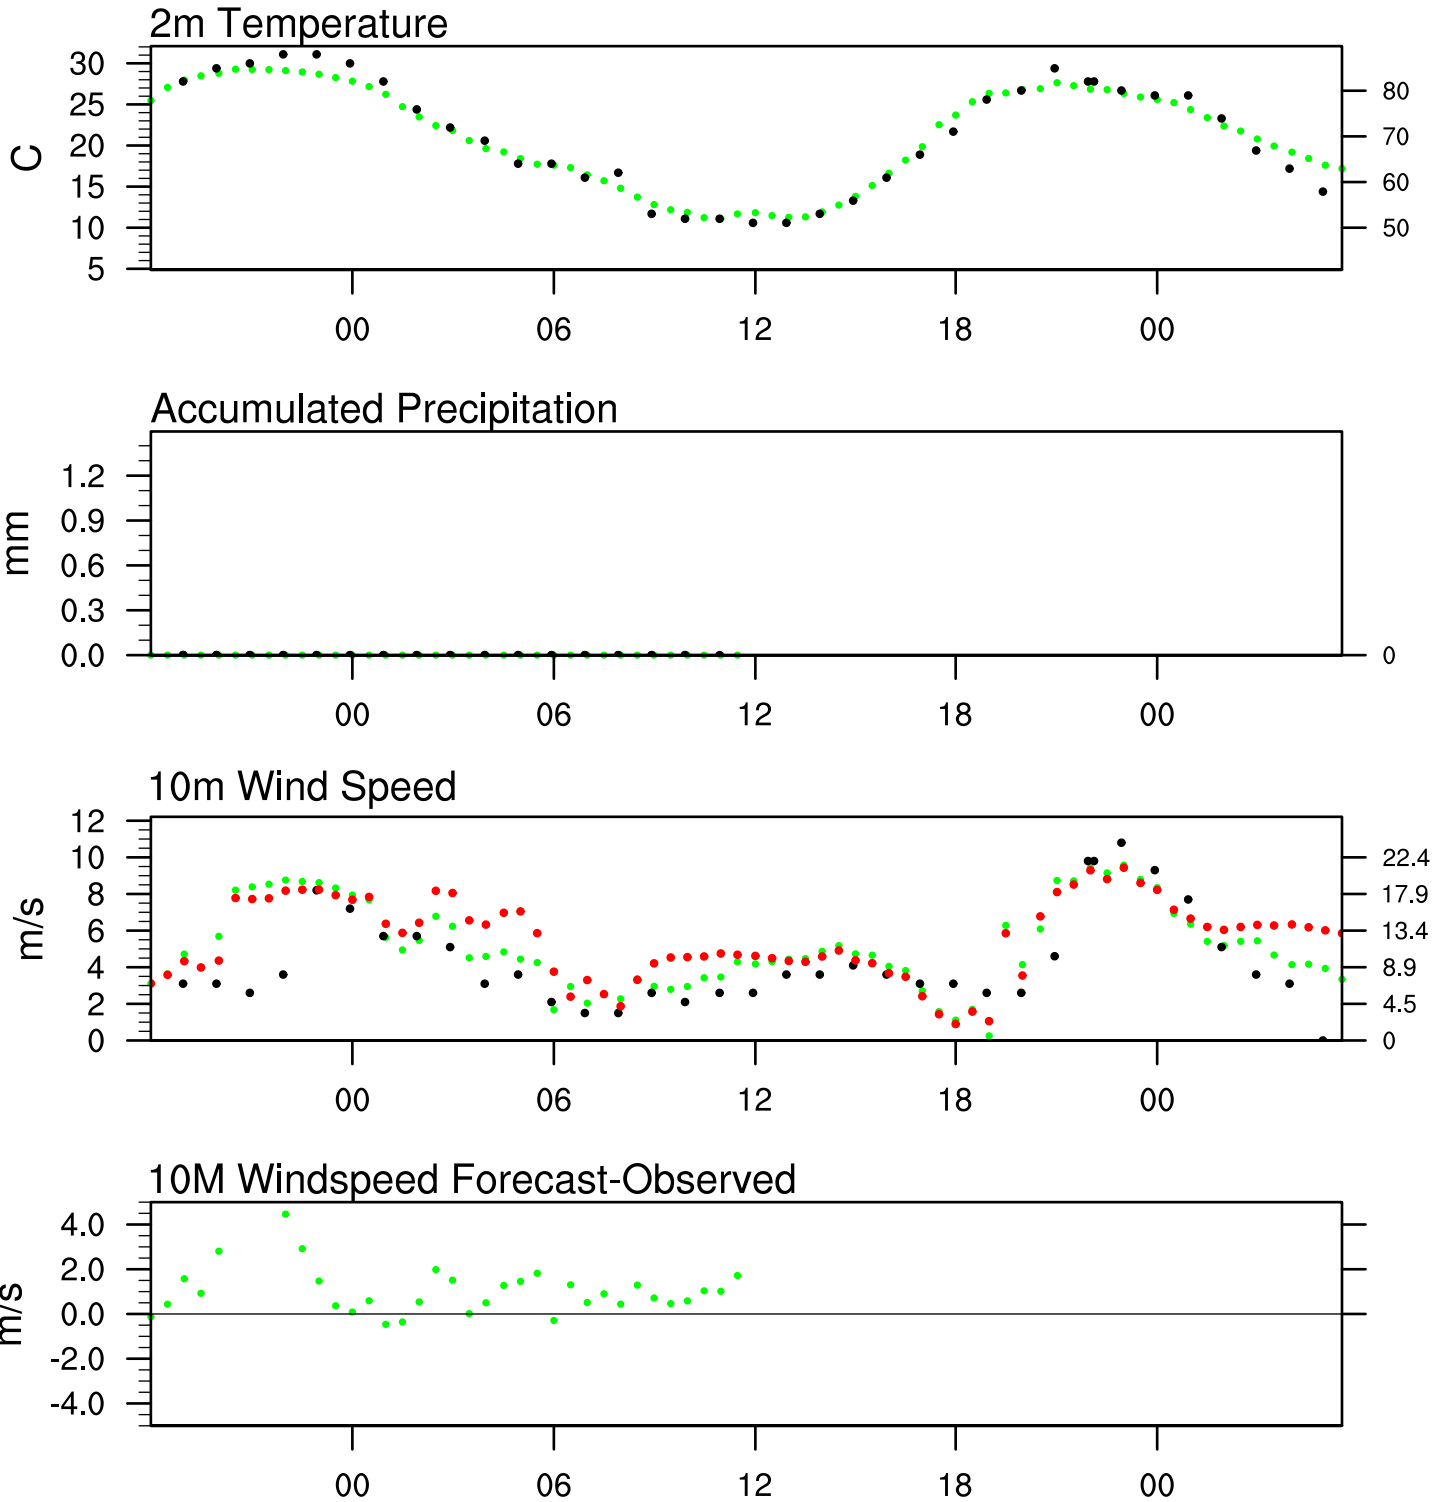 2m Temperature
30
25
20
15
10
5
C
80
70
60
50
00 06 12 18 00
Accumulated Precipitation
1.2
0.9
0.6
0.3
0.0
mm
0
00 06 12 18 00
10m Wind Speed
12
10
8
6
4
2
0
m/s
22.4
17.9
13.4
8.9
4.5
0
00 06 12 18 00
10M Windspeed Forecast-Observed
4.0
2.0
0.0
-2.0
-4.0
m/s
00 06 12 18 00